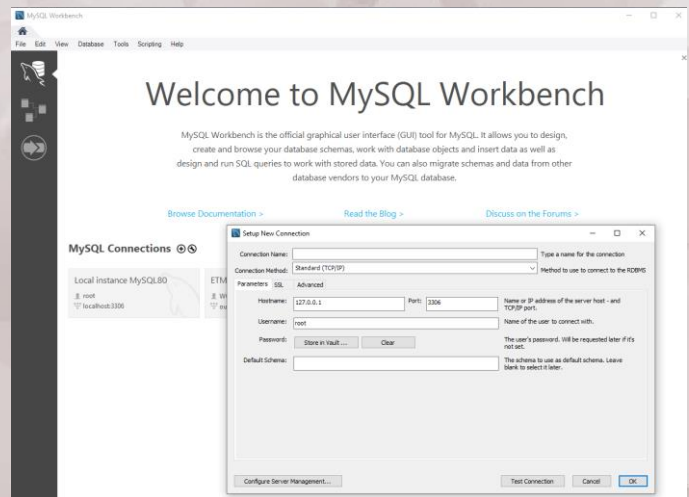 MySQL Workbench
File Edit View Database Tools Scripting Help
Welcome to MySQL Workbench
MySQL Workbench is the official graphical user interface (GUI) tool for MySQL. It allows you to design,
create and browse your database schemas, work with database objects and insert data as well as
design and run SQL queries to work with stored data. You can also migrate schemas and data from other
database vendors to your MySQL database.
Browse Documentation > Read the Blog > Discuss on the Forums >
MySQL Connections
Local instance MySQL80
root
localhost:3306
ETM
Setup New Connection
Connection Name: Type a name for the connection
Connection Method: Standard (TCP/IP) Method to use to connect to the RDBMS
Parameters SSL Advanced
Hostname: 127.0.0.1 Port: 3306 Name or IP address of the server host - and
TCP/IP port.
Username: root Name of the user to connect with.
Password: Store in Vault ... Clear The user's password. Will be requested later if it's
not set.
Default Schema: The schema to use as default schema. Leave
blank to select it later.
Configure Server Management... Test Connection Cancel OK